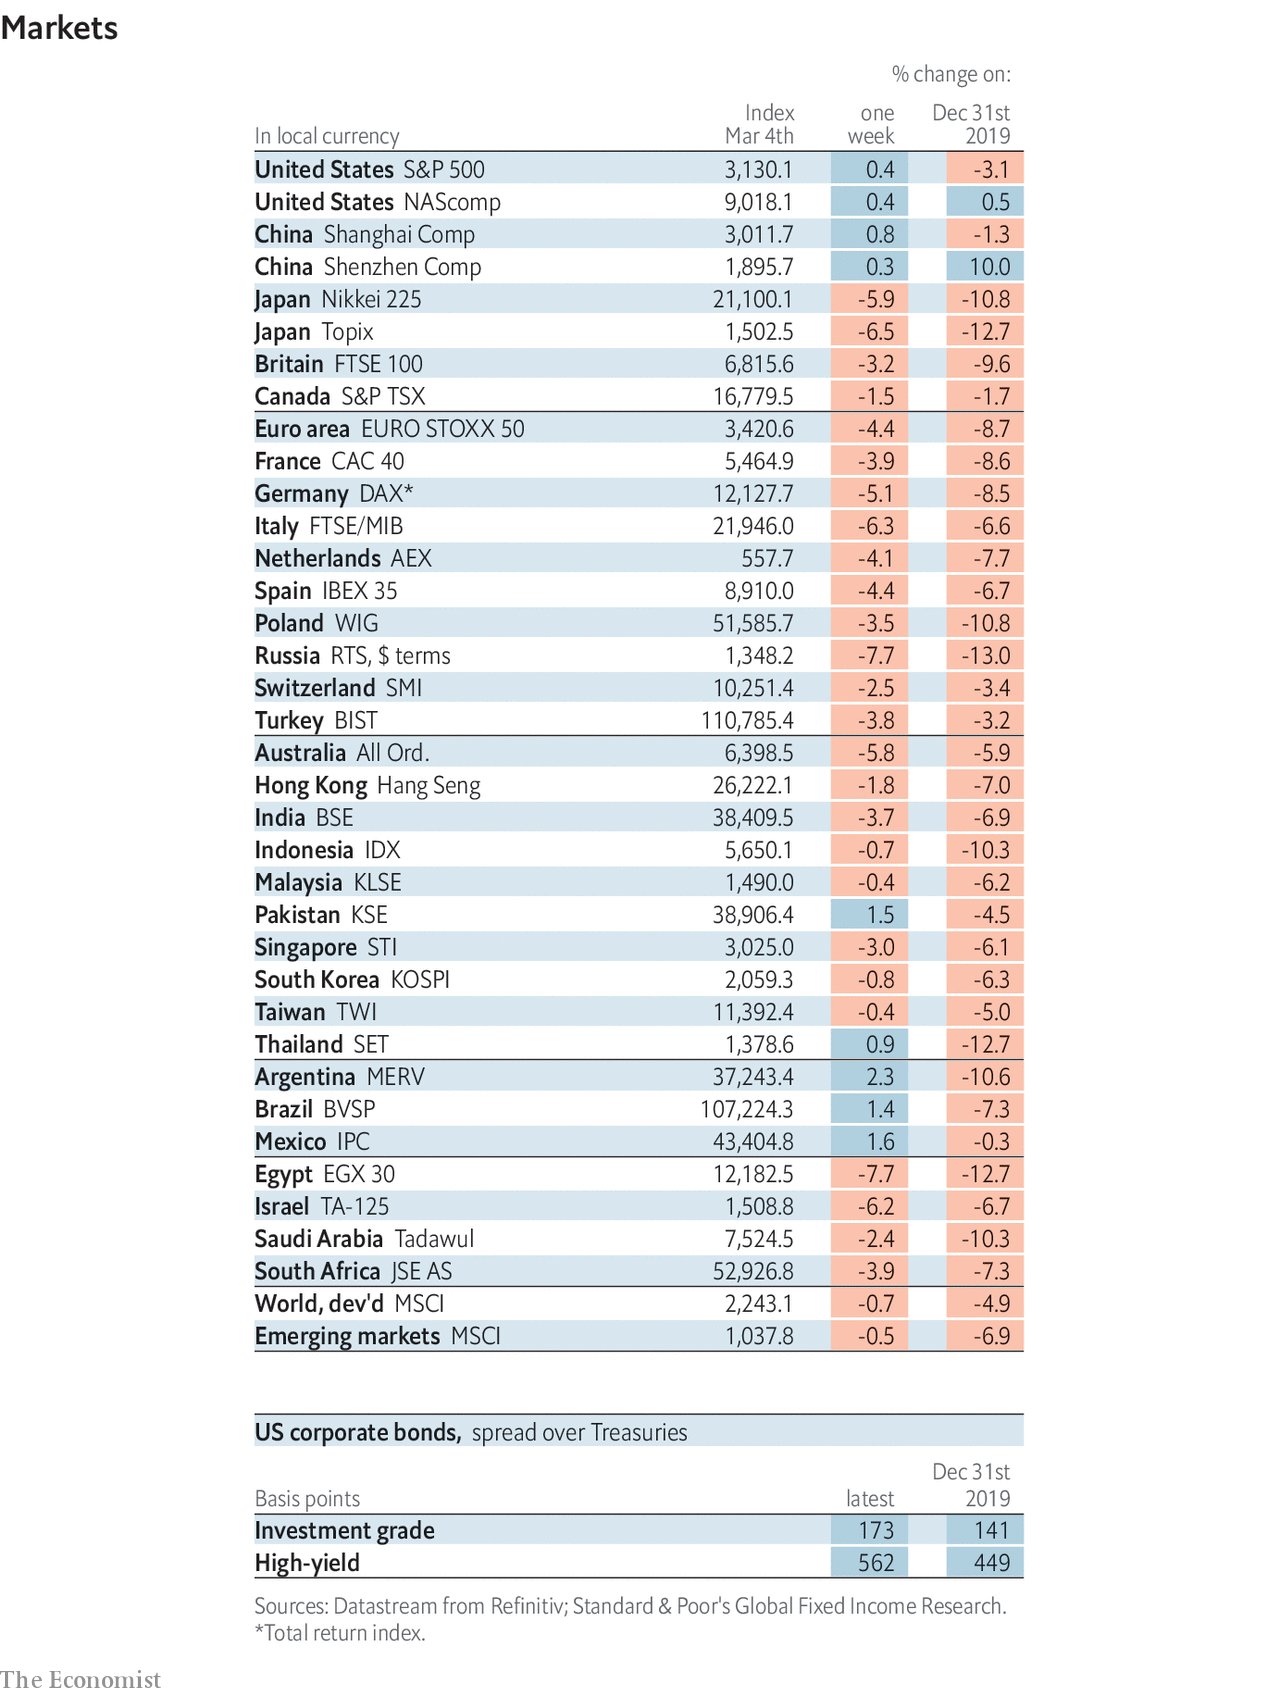 Markets
% change on:
Index one Dec 31st
In local currency Mar 4th week 2019
United States S&P 500 3,130.1 0.4 -3.1
United States NAScomp 9,018.1 0.4 0.5
China Shanghai Comp 3,011.7 0.8 -1.3
China Shenzhen Comp 1,895.7 0.3 10.0
Japan Nikkei 225 21,100.1 -5.9 -10.8
Japan Topix 1,502.5 -6.5 -12.7
Britain FTSE 100 6,815.6 -3.2 -9.6
Canada S&P TSX 16,779.5 -1.5 -1.7
Euro area EURO STOXX 50 3,420.6 -4.4 -8.7
France CAC 40 5,464.9 -3.9 -8.6
Germany DAX* 12,127.7 -5.1 -8.5
Italy FTSE/MIB 21,946.0 -6.3 -6.6
Netherlands AEX 557.7 -4.1 -7.7
Spain IBEX 35 8,910.0 -4.4 -6.7
Poland WIG 51,585.7 -3.5 -10.8
Russia RTS, $ terms 1,348.2 -7.7 -13.0
Switzerland SMI 10,251.4 -2.5 -3.4
Turkey BIST 110,785.4 -3.8 -3.2
Australia All Ord. 6,398.5 -5.8 -5.9
Hong Kong Hang Seng 26,222.1 -1.8 -7.0
India BSE 38,409.5 -3.7 -6.9
Indonesia IDX 5,650.1 -0.7 -10.3
Malaysia KLSE 1,490.0 -0.4 -6.2
Pakistan KSE 38,906.4 1.5 -4.5
Singapore STI 3,025.0 -3.0 -6.1
South Korea KOSPI 2,059.3 -0.8 -6.3
Taiwan TWI 11,392.4 -0.4 -5.0
Thailand SET 1,378.6 0.9 -12.7
Argentina MERV 37,243.4 2.3 -10.6
Brazil BVSP 107,224.3 1.4 -7.3
Mexico IPC 43,404.8 1.6 -0.3
Egypt EGX 30 12,182.5 -7.7 -12.7
Israel TA-125 1,508.8 -6.2 -6.7
Saudi Arabia Tadawul 7,524.5 -2.4 -10.3
South Africa JSE AS 52,926.8 -3.9 -7.3
World, dev'd MSCI 2,243.1 -0.7 -4.9
Emerging markets MSCI 1,037.8 -0.5 -6.9
US corporate bonds, spread over Treasuries
Dec 31st
Basis points latest 2019
Investment grade 173 141
High-yield 562 449
Sources: Datastream from Refinitiv; Standard & Poor's Global Fixed Income Research.
*Total return index.
The Economist